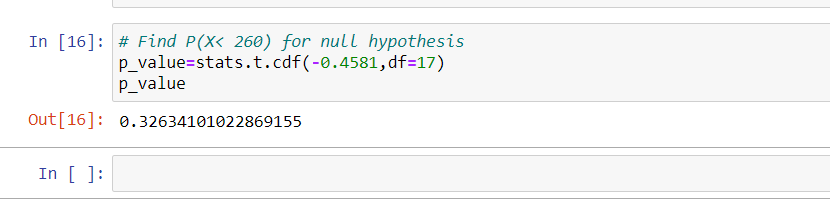 In [16]: # Find P(X< 260) for null hypothesis
p_value=stats.t.cdf(-0.4581,df=17)
p_value
Out[16]: 0.32634101022869155
In [ ]: